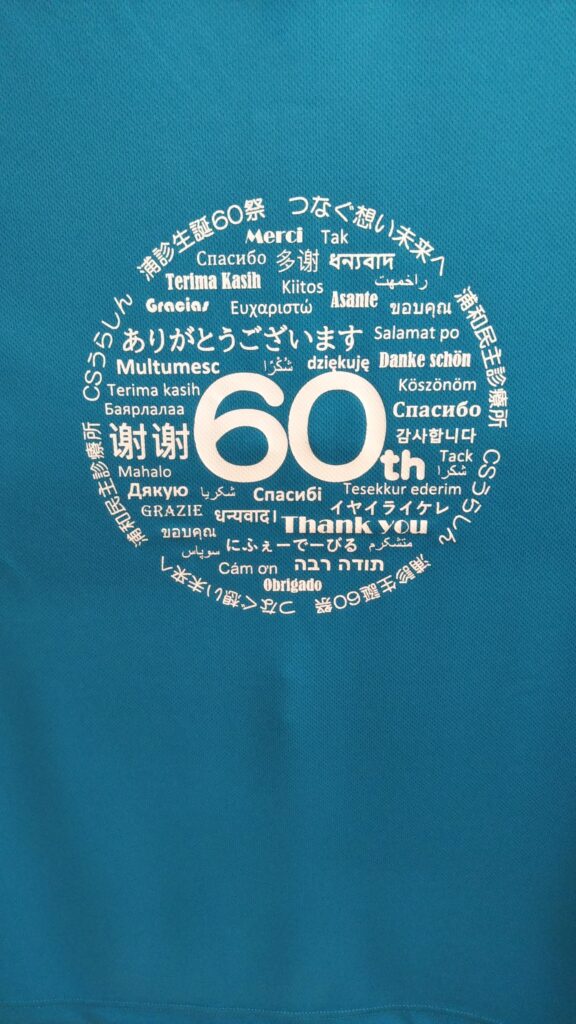 浦診生誕60祭 つなぐ想い未来へ
浦和民主診療所 CSうらしん
浦診生誕60祭 つなぐ想い未来へ
浦和民主診療所 CSうらしん
Merci Tak
Спасибо 多谢 ਧਨਵਾਦ
Terima Kasih Kiitos
Gracias Ευχαριστώ Asante ขอบคุณ
ありがとうございます Salamat po
Multumesc شُكْرًا dziękuję Danke schön
Terima kasih Köszönöm
Баярлалаа Спасибо
谢谢 60th 감사합니다
Mahalo Tack
شكرا
Дякую شكريا Спасибі Tesekkur ederim
GRAZIE धन्यवाद। イヤイライケレ
ขอบคุณ Thank you
سوپاس にふぇーでーびる متشكرم
Cám ơn תודה רבה
Obrigado